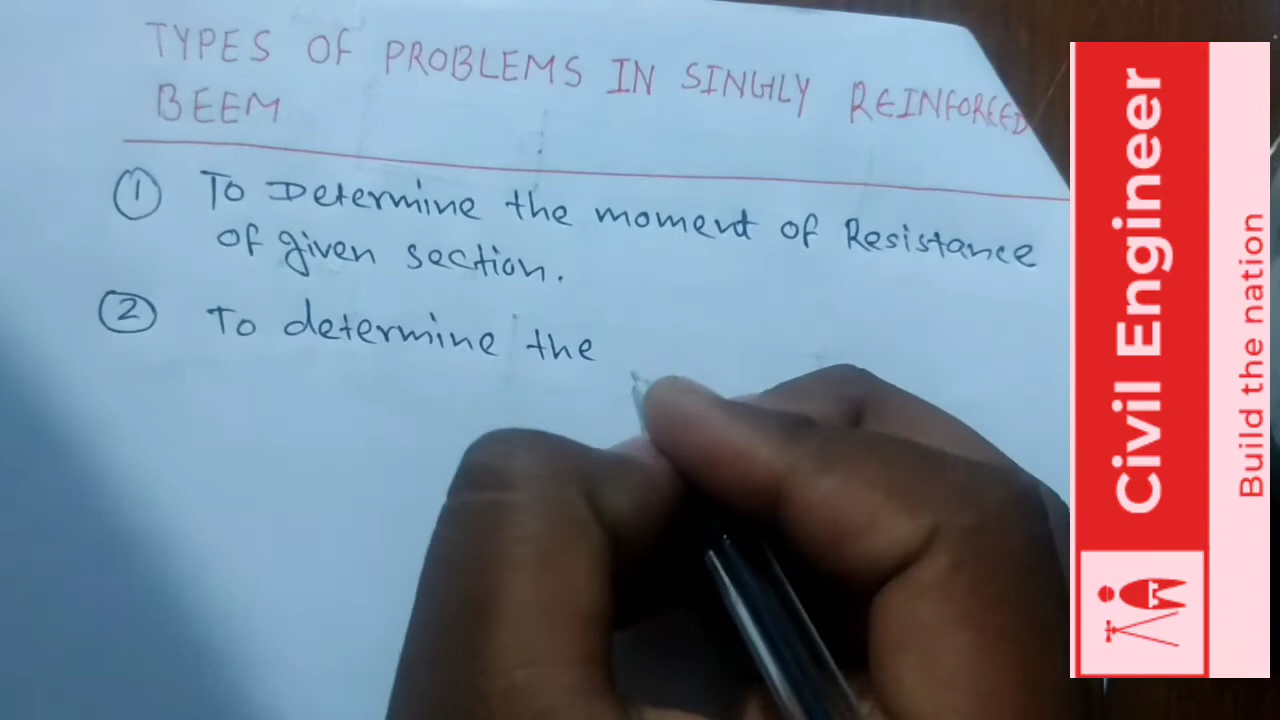 TYPES OF PROBLEMS IN SINGLY REINFORCED
BEEM
1 To Determine the moment of Resistance
of given section.
2 To determine the
Civil Engineer
Build the nation